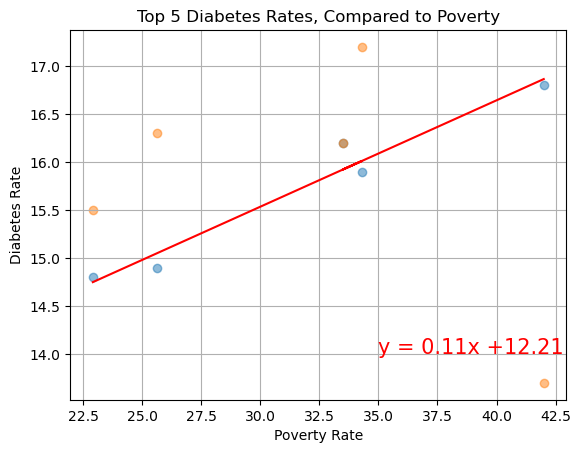 Top 5 Diabetes Rates, Compared to Poverty
Diabetes Rate
17.0
16.5
16.0
15.5
15.0
14.5
14.0
y = 0.11x +12.21
22.5 25.0 27.5 30.0 32.5 35.0 37.5 40.0 42.5
Poverty Rate